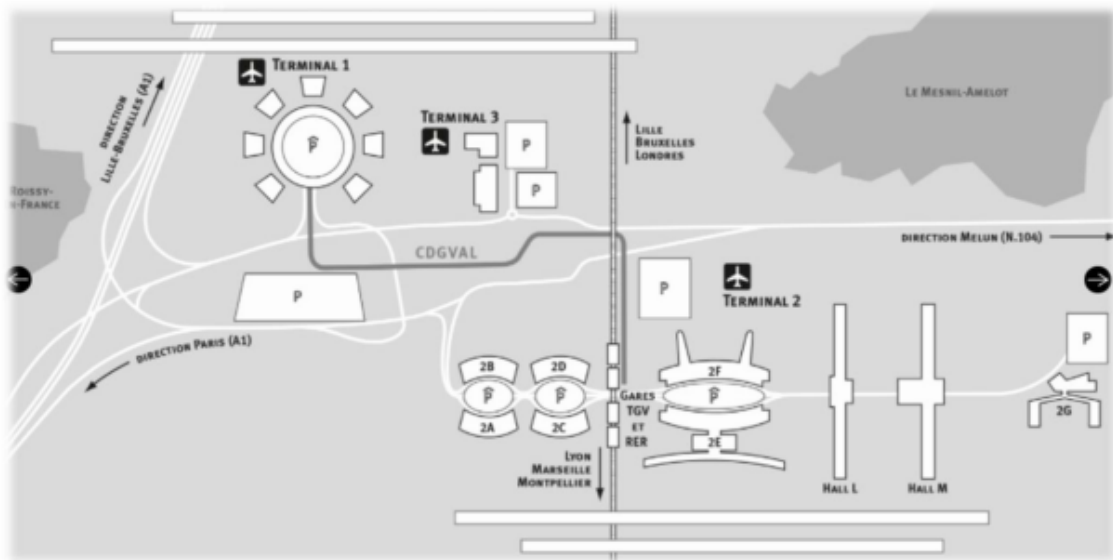 TERMINAL 1
DIRECTION
LILLE-BRUXELLES (A1)
TERMINAL 3
P
P
P
LE MESNIL-AMELOT
LILLE
BRUXELLES
LONDRES
ROISSY-
N-FRANCE
CDGVAL
DIRECTION MELUN (N.104)
P
P
TERMINAL 2
P
DIRECTION PARIS (A1)
2B
2D
2F
P
P
P
GARES
TGV
ET
RER
2A
2C
2E
2G
LYON
MARSEILLE
MONTPELLIER
HALL L
HALL M